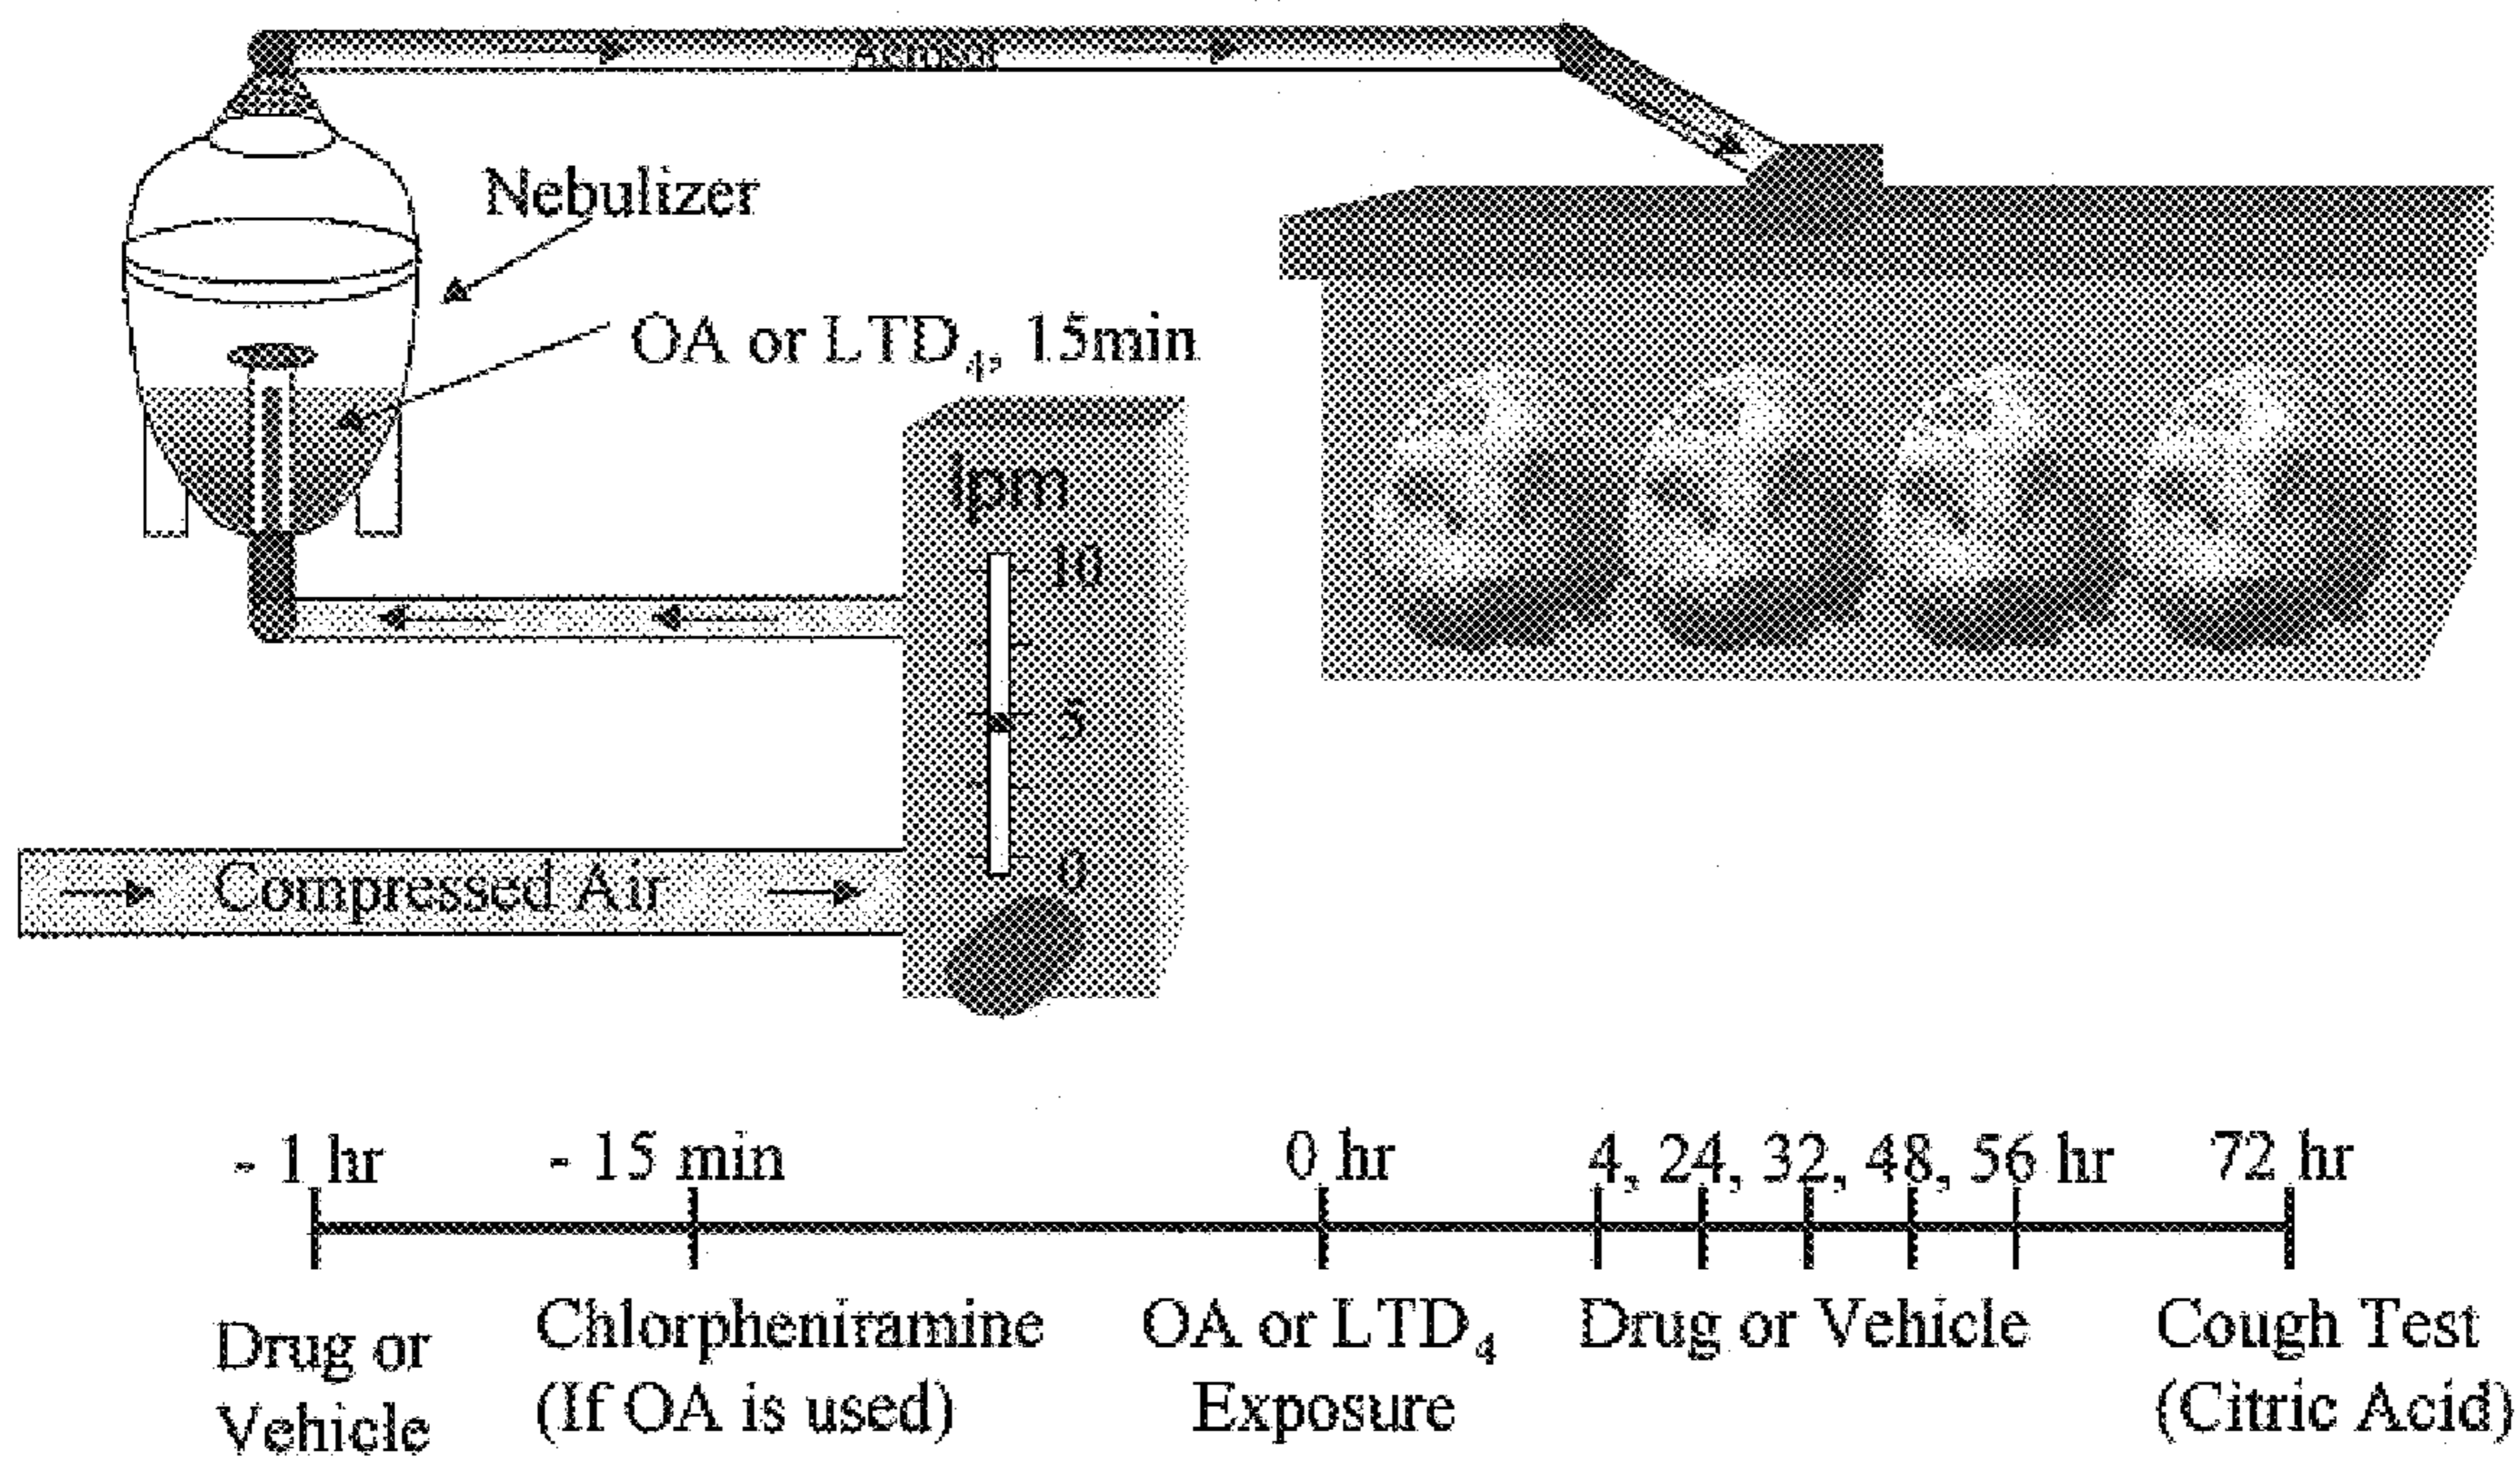 Aerosol
Nebulizer
OA or LTD4, 15min
lpm
10
5
0
Compressed Air
- 1 hr
- 15 min
0 hr
4, 24, 32, 48, 56 hr
72 hr
Drug or
Vehicle
Chlorpheniramine
(If OA is used)
OA or LTD4
Exposure
Drug or Vehicle
Cough Test
(Citric Acid)